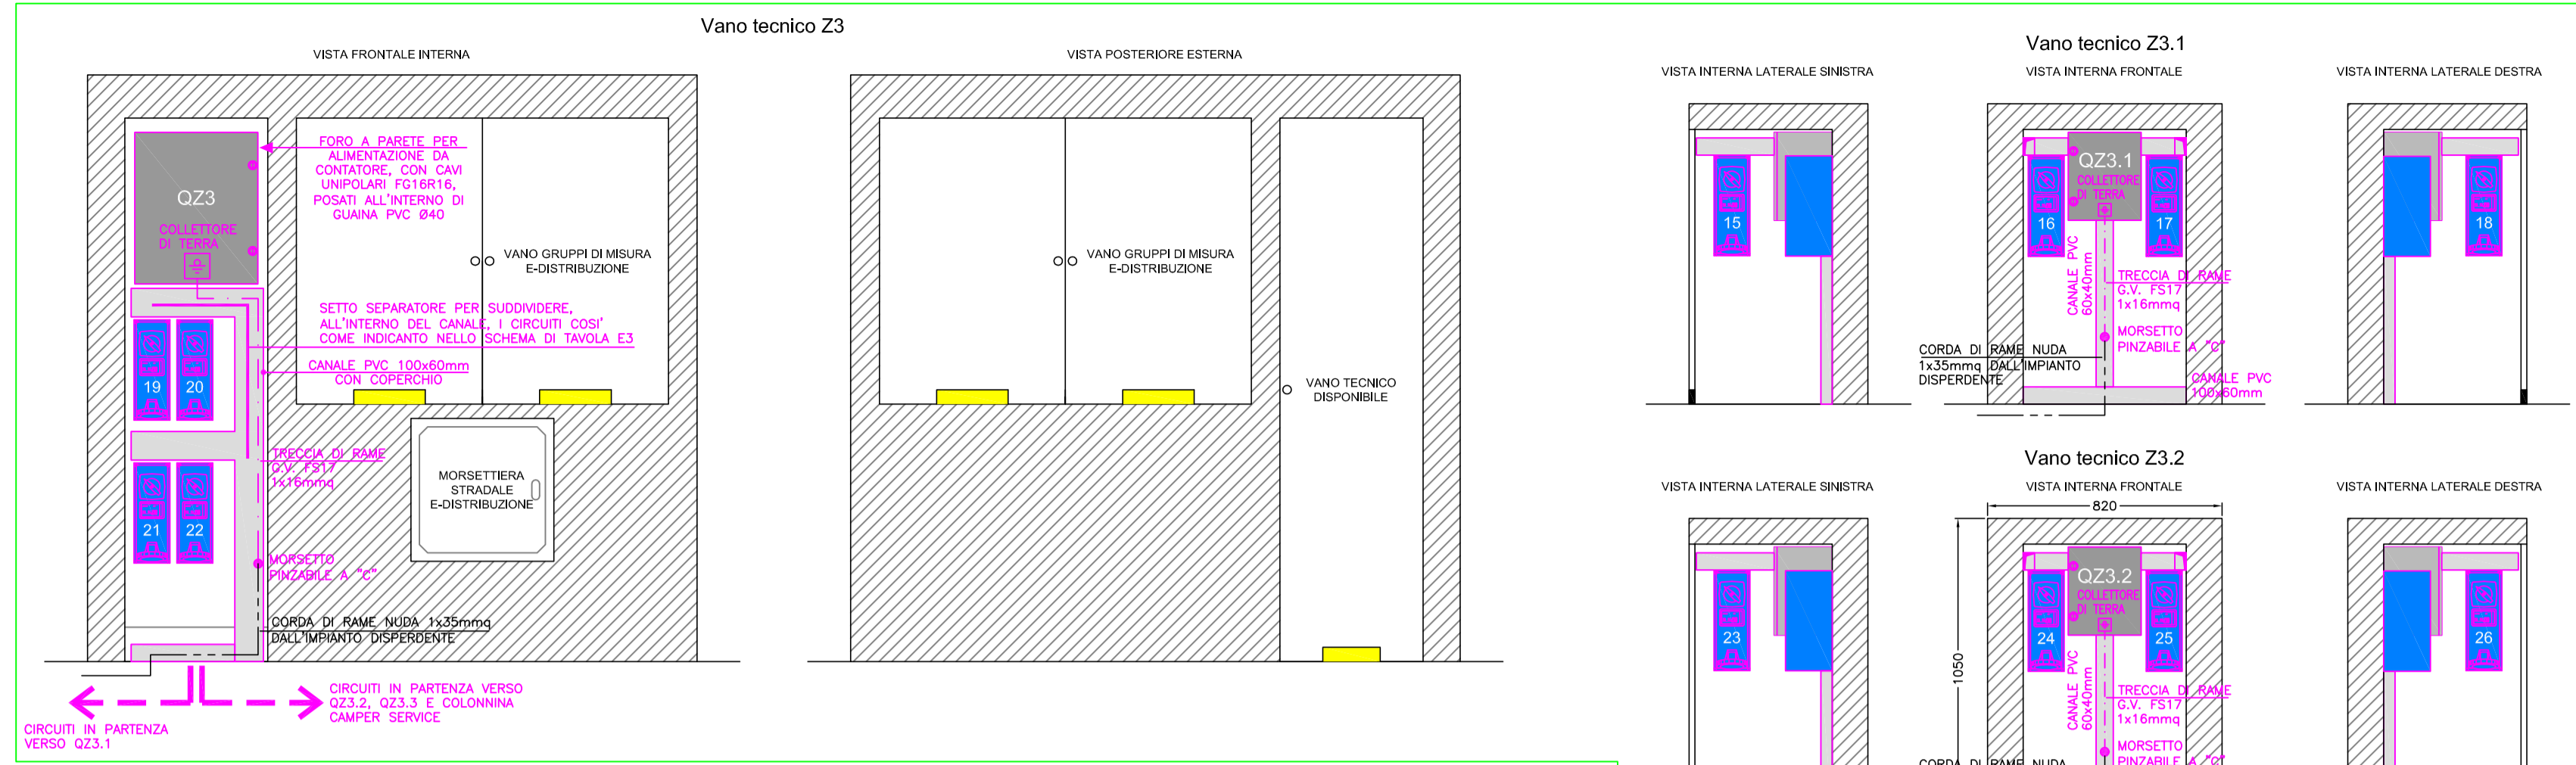 Vano tecnico Z3
VISTA FRONTALE INTERNA
VISTA POSTERIORE ESTERNA
QZ3
COLLETTORE
DI TERRA
FORO A PARETE PER
ALIMENTAZIONE DA
CONTATORE, CON CAVI
UNIPOLARI FG16R16,
POSATI ALL'INTERNO DI
GUAINA PVC Ø40
VANO GRUPPI DI MISURA
E-DISTRIBUZIONE
SETTO SEPARATORE PER SUDDIVIDERE,
ALL'INTERNO DEL CANALE, I CIRCUITI COSI'
COME INDICANTO NELLO SCHEMA DI TAVOLA E3
CANALE PVC 100x60mm
CON COPERCHIO
19
20
21
22
TRECCIA DI RAME
G.V. FS17
1x16mmq
MORSETTIERA
STRADALE
E-DISTRIBUZIONE
MORSETTO
PINZABILE A "C"
CORDA DI RAME NUDA 1x35mmq
DALL'IMPIANTO DISPERDENTE
CIRCUITI IN PARTENZA VERSO
QZ3.2, QZ3.3 E COLONNINA
CAMPER SERVICE
CIRCUITI IN PARTENZA
VERSO QZ3.1
VANO GRUPPI DI MISURA
E-DISTRIBUZIONE
VANO TECNICO
DISPONIBILE
Vano tecnico Z3.1
VISTA INTERNA LATERALE SINISTRA
VISTA INTERNA FRONTALE
VISTA INTERNA LATERALE DESTRA
15
16
QZ3.1
COLLETTORE
DI TERRA
17
18
CANALE PVC
60x40mm
TRECCIA DI RAME
G.V. FS17
1x16mmq
MORSETTO
PINZABILE A "C"
CORDA DI RAME NUDA
1x35mmq DALL'IMPIANTO
DISPERDENTE
CANALE PVC
100x60mm
Vano tecnico Z3.2
VISTA INTERNA LATERALE SINISTRA
VISTA INTERNA FRONTALE
VISTA INTERNA LATERALE DESTRA
820
1050
23
24
QZ3.2
COLLETTORE
DI TERRA
25
26
CANALE PVC
60x40mm
TRECCIA DI RAME
G.V. FS17
1x16mmq
MORSETTO
PINZABILE A "C"
CORDA DI RAME NUDA